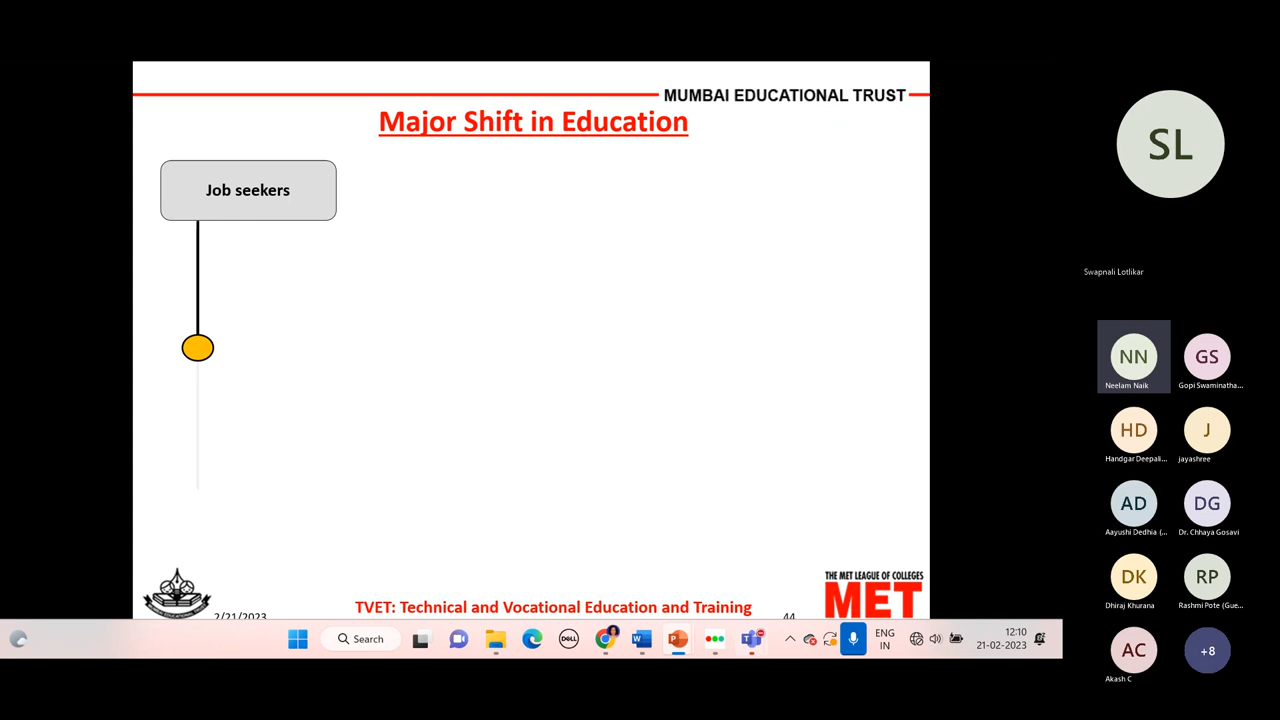 MUMBAI EDUCATIONAL TRUST
Major Shift in Education
Job seekers
THE MET LEAGUE OF COLLEGES
MET
TVET: Technical and Vocational Education and Training
2/21/2023
44
Search
ENG
IN
12:10
21-02-2023
SL
Swapnali Lotlikar
NN
Neelam Naik
GS
Gopi Swaminatha...
HD
Handgar Deepali...
J
jayashree
AD
Aayushi Dedhia (...
DG
Dr. Chhaya Gosavi
DK
Dhiraj Khurana
RP
Rashmi Pote (Gue...
AC
Akash C
+8